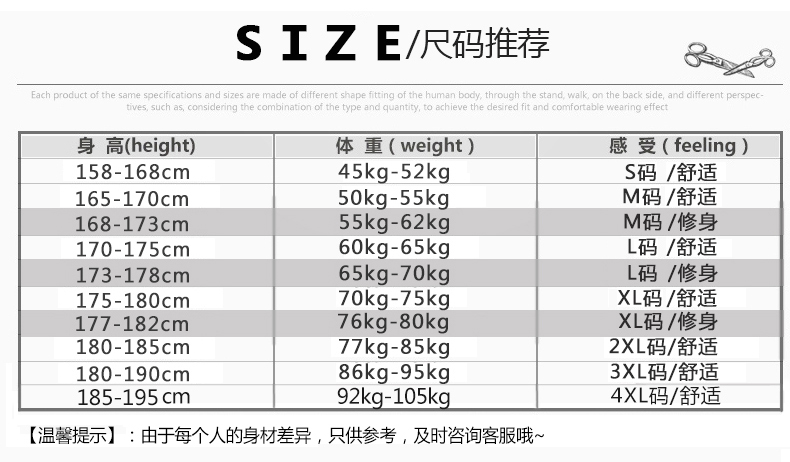 SIZE/尺码推荐
Each product of the same specifications and sizes are made of different shape fitting of the human body, through the stand, walk, on the back side, and different perspec-
tives, such as, considering the combination of the type and quantity, to achieve the desired fit and comfortable wearing effect
身 高(height) 体 重(weight) 感 受(feeling)
158-168cm 45kg-52kg S码 /舒适
165-170cm 50kg-55kg M码 /舒适
168-173cm 55kg-62kg M码 /修身
170-175cm 60kg-65kg L码 /舒适
173-178cm 65kg-70kg L码 /修身
175-180cm 70kg-75kg XL码 /舒适
177-182cm 76kg-80kg XL码 /修身
180-185cm 77kg-85kg 2XL码/舒适
180-190cm 86kg-95kg 3XL码/舒适
185-195cm 92kg-105kg 4XL码/舒适
【温馨提示】:由于每个人的身材差异，只供参考，及时咨询客服哦~